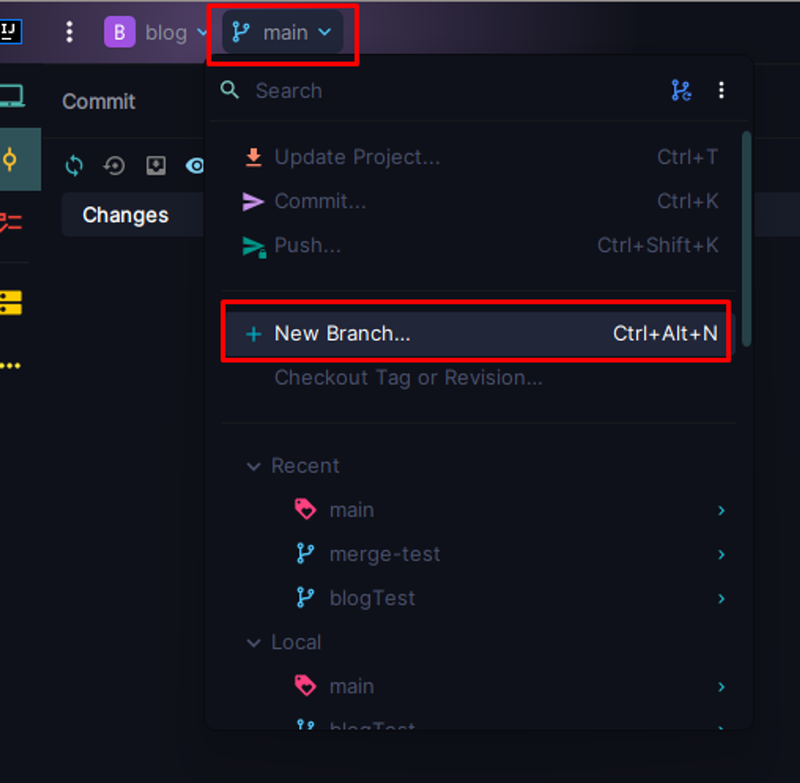 IJ B blog main
Search
Commit
Update Project... Ctrl+T
Commit... Ctrl+K
Changes
Push... Ctrl+Shift+K
New Branch... Ctrl+Alt+N
Checkout Tag or Revision...
Recent
main
merge-test
blogTest
Local
main
blogTest